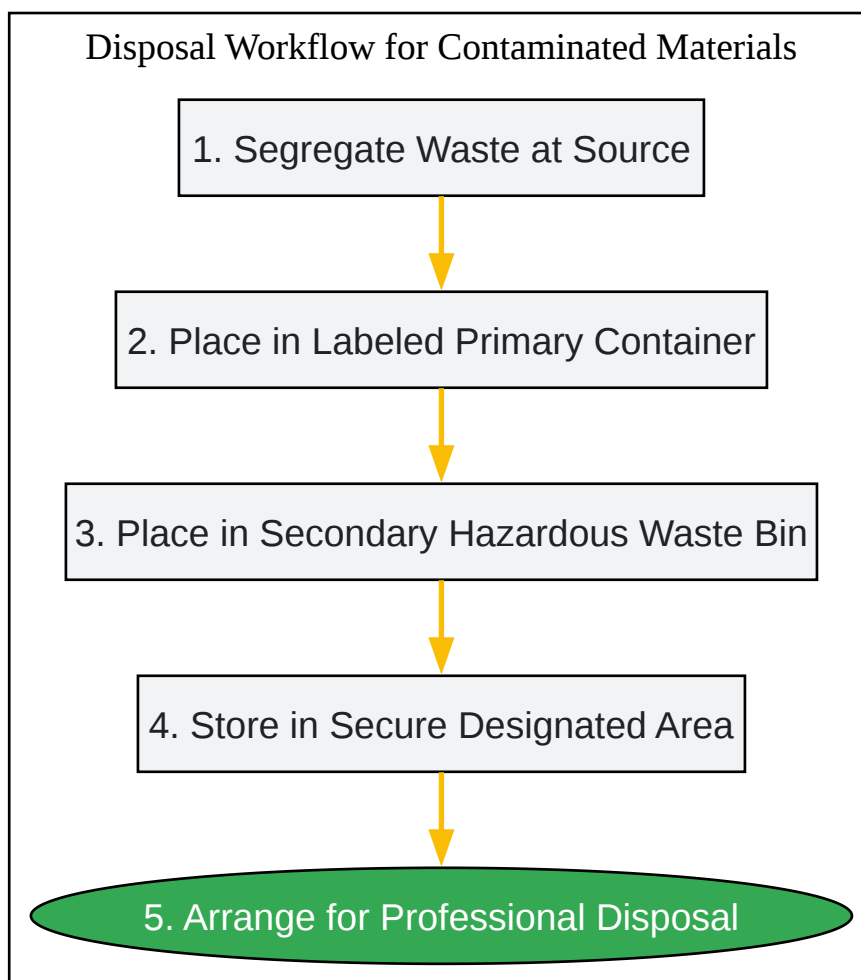 Disposal Workflow for Contaminated Materials
1. Segregate Waste at Source
2. Place in Labeled Primary Container
3. Place in Secondary Hazardous Waste Bin
4. Store in Secure Designated Area
5. Arrange for Professional Disposal